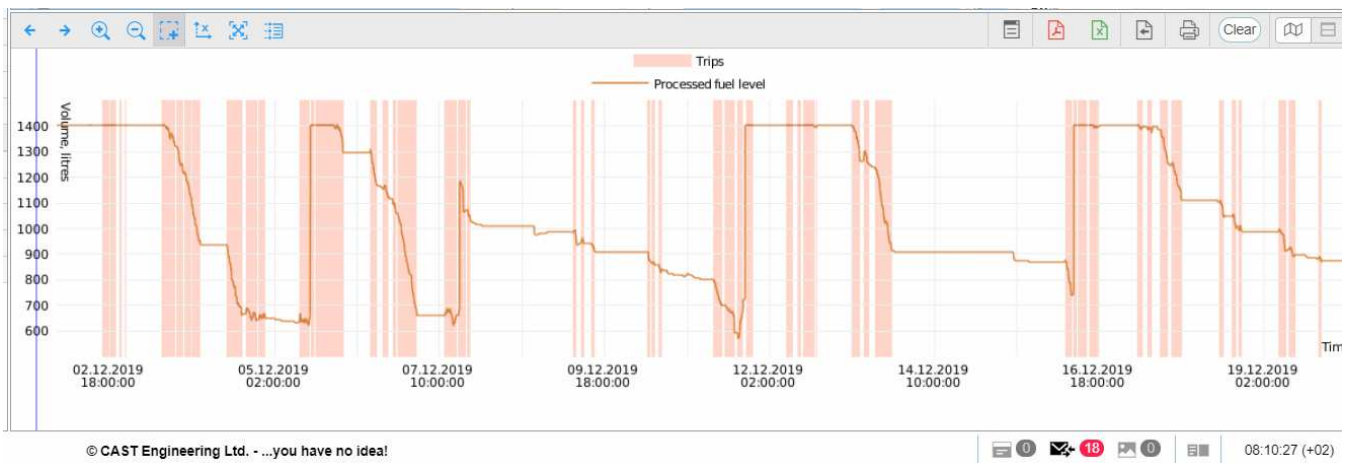 Clear
Trips
Processed fuel level
Volume, litres
1400
1300
1200
1100
1000
900
800
700
600
Tim
02.12.2019 05.12.2019 07.12.2019 09.12.2019 12.12.2019 14.12.2019 16.12.2019 19.12.2019
18:00:00 02:00:00 10:00:00 18:00:00 02:00:00 10:00:00 18:00:00 02:00:00
© CAST Engineering Ltd. - ...you have no idea! 0 18 0 08:10:27 (+02)